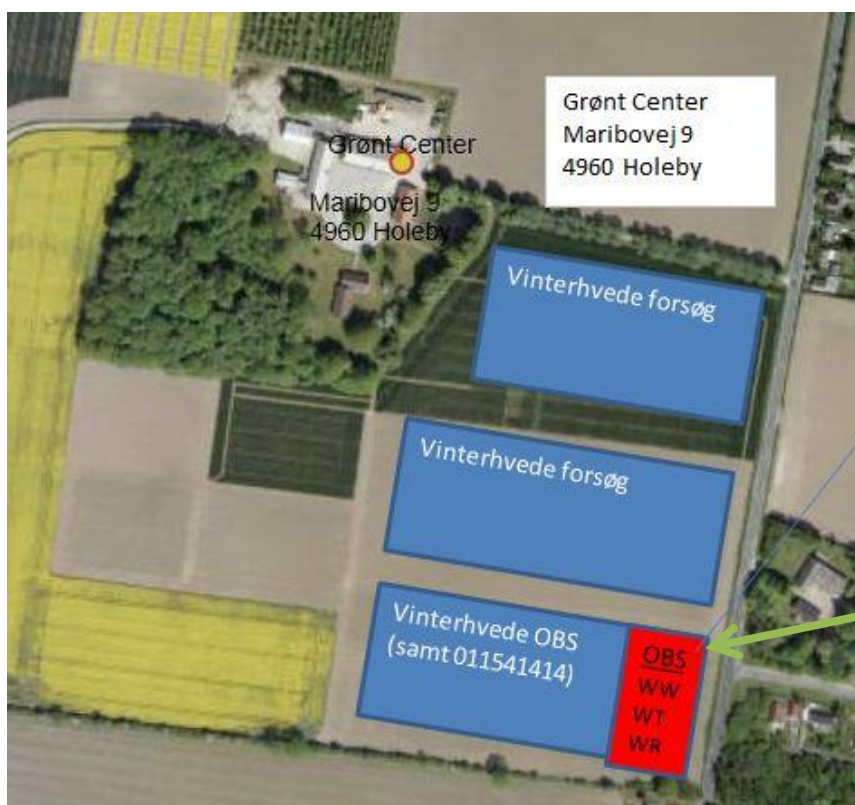 Grønt Center
Maribovej 9
4960 Holeby
Grønt Center
Maribovej 9
4960 Holeby
Vinterhvede forsøg
Vinterhvede forsøg
Vinterhvede OBS
(samt 011541414)
OBS
WW
WT
WR